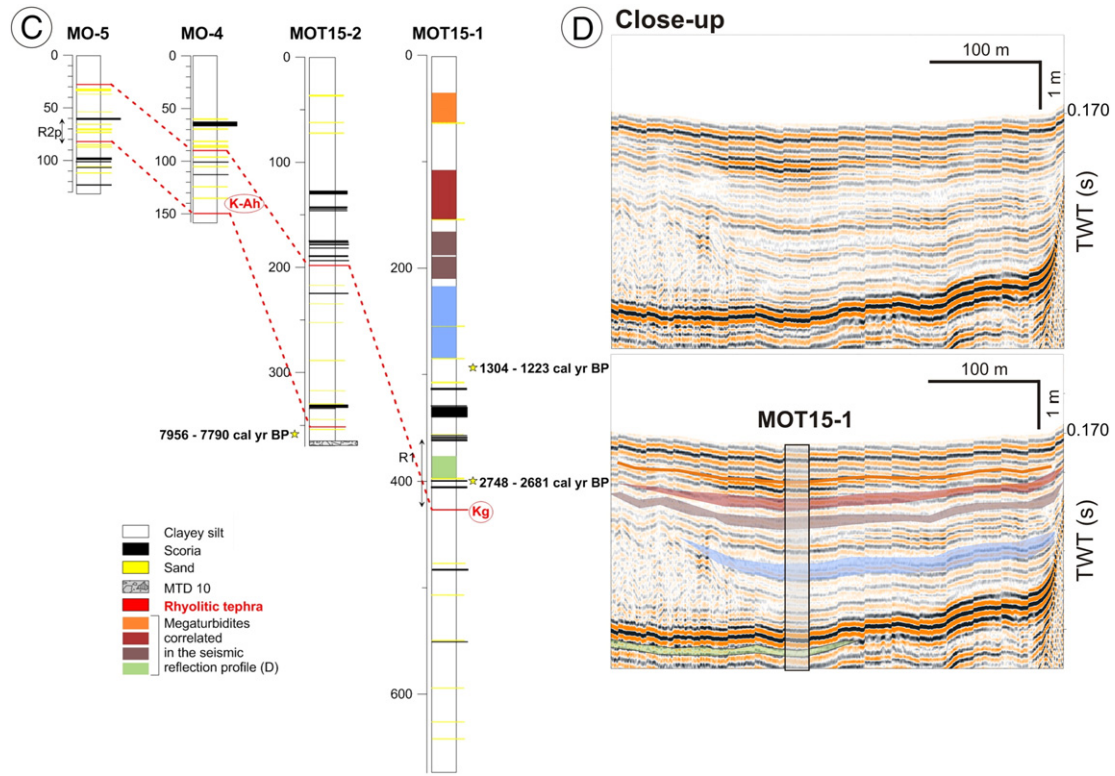 C
MO-5
MO-4
MOT15-2
MOT15-1
0
50
100
R2p
0
50
100
150
K-Ah
0
100
200
300
7956 - 7790 cal yr BP
0
200
400
600
R1
1304 - 1223 cal yr BP
2748 - 2681 cal yr BP
Kg
Clayey silt
Scoria
Sand
MTD 10
Rhyolitic tephra
Megaturbidites
correlated
in the seismic
reflection profile (D)
D
Close-up
100 m
1 m
0.170
TWT (s)
100 m
1 m
MOT15-1
0.170
TWT (s)